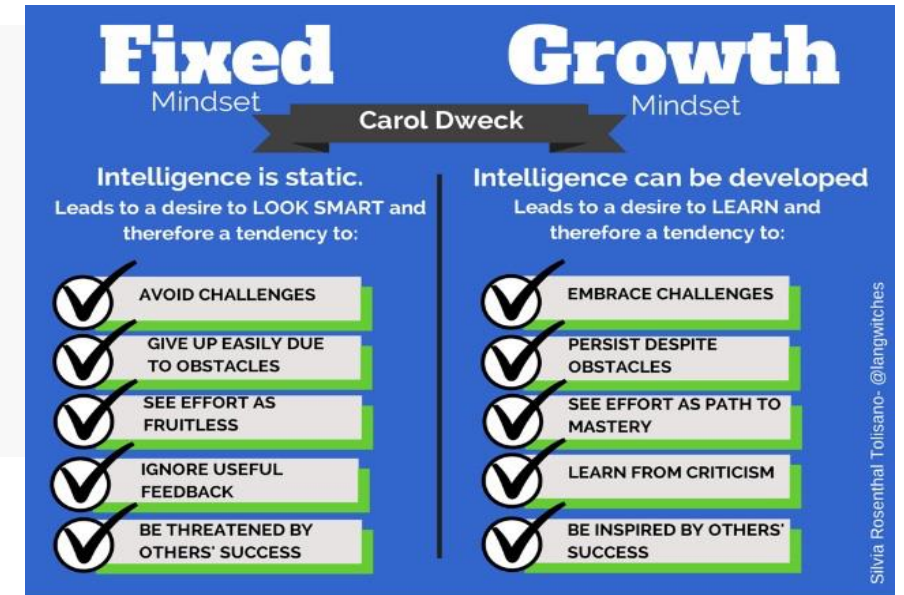 Fixed
Mindset
Growth
Mindset
Carol Dweck
Intelligence is static.
Leads to a desire to LOOK SMART and
therefore a tendency to:
AVOID CHALLENGES
GIVE UP EASILY DUE
TO OBSTACLES
SEE EFFORT AS
FRUITLESS
IGNORE USEFUL
FEEDBACK
BE THREATENED BY
OTHERS' SUCCESS
Intelligence can be developed
Leads to a desire to LEARN and
therefore a tendency to:
EMBRACE CHALLENGES
PERSIST DESPITE
OBSTACLES
SEE EFFORT AS PATH TO
MASTERY
LEARN FROM CRITICISM
BE INSPIRED BY OTHERS'
SUCCESS
Silvia Rosenthal Tolisano- @langwitches